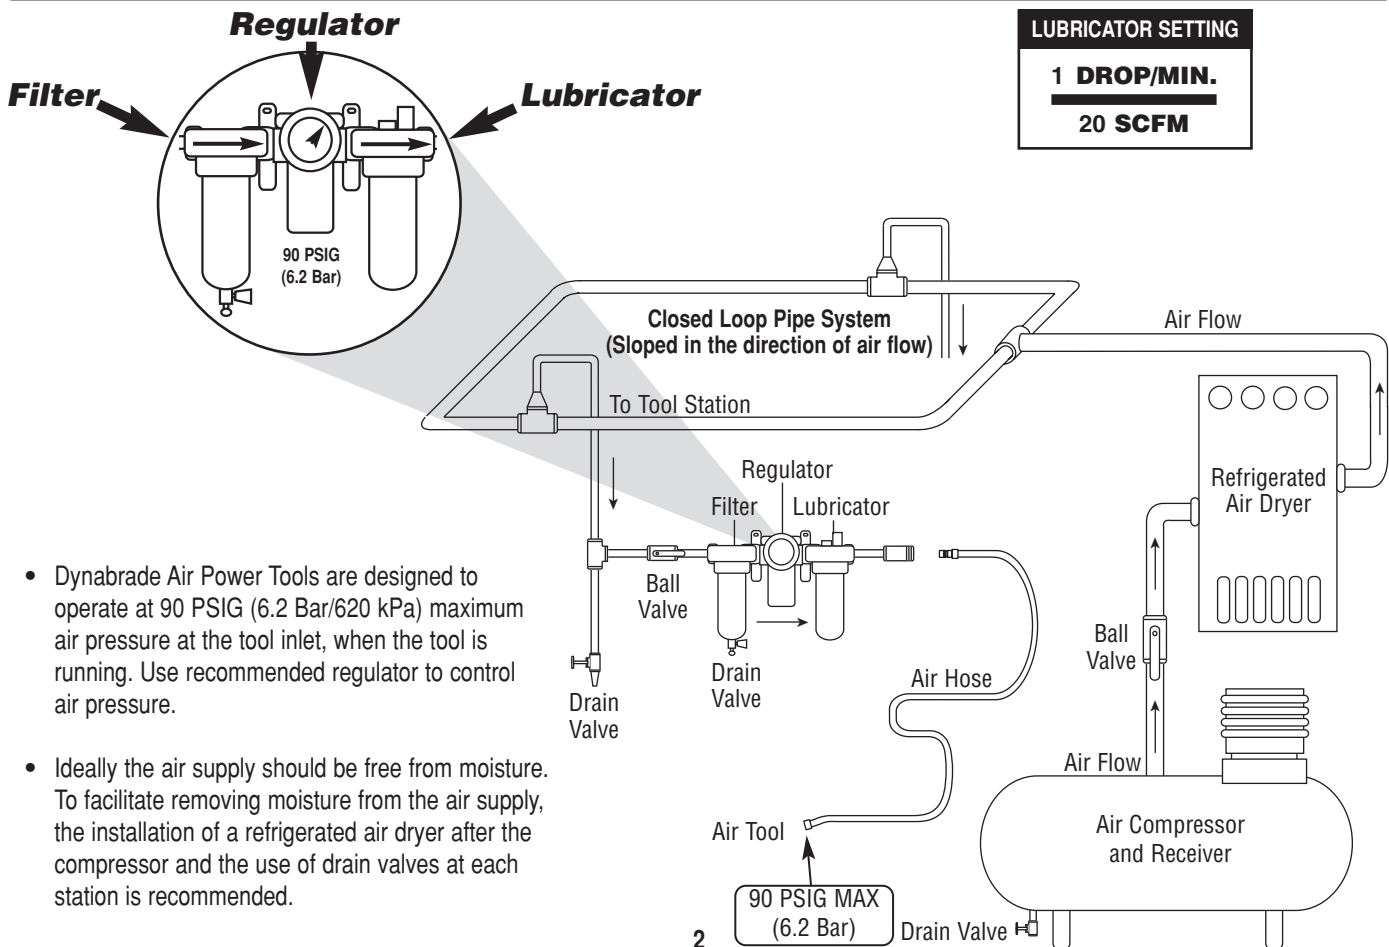 Regulator
Filter
Lubricator
90 PSIG
(6.2 Bar)
LUBRICATOR SETTING
1 DROP/MIN.
20 SCFM
Closed Loop Pipe System
(Sloped in the direction of air flow)
Air Flow
To Tool Station
Refrigerated
Air Dryer
Regulator
Filter
Lubricator
Ball
Valve
Drain
Valve
Drain
Valve
Air Hose
Ball
Valve
Air Flow
Air Compressor
and Receiver
Air Tool
90 PSIG MAX
(6.2 Bar)
Drain Valve
• Dynabrade Air Power Tools are designed to
operate at 90 PSIG (6.2 Bar/620 kPa) maximum
air pressure at the tool inlet, when the tool is
running. Use recommended regulator to control
air pressure.
• Ideally the air supply should be free from moisture.
To facilitate removing moisture from the air supply,
the installation of a refrigerated air dryer after the
compressor and the use of drain valves at each
station is recommended.
2